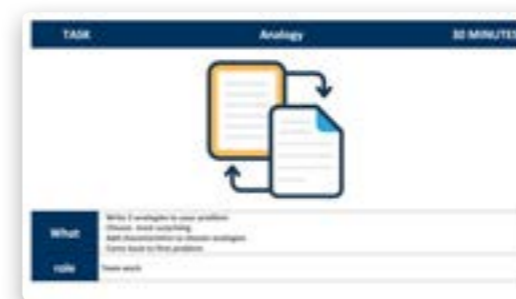 TASK Analogy 30 MINUTES
What
Write 3 analogies to your problem
Choose most surprising
Add characteristics to chosen analogies
Come back to first problem
role
Team work